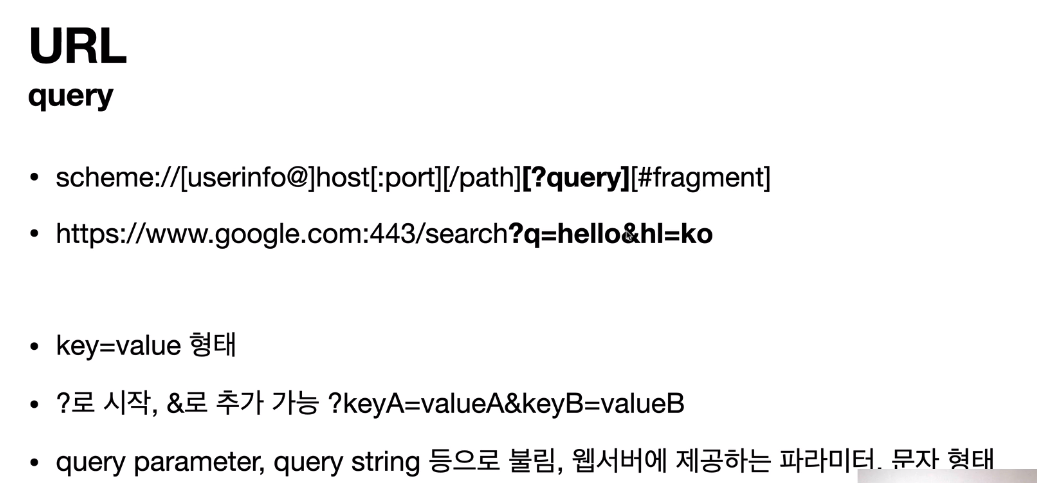 URL
query
• scheme://[userinfo@]host[:port][/path][?query][#fragment]
• https://www.google.com:443/search?q=hello&hl=ko
• key=value 형태
• ?로 시작, &로 추가 가능 ?keyA=valueA&keyB=valueB
• query parameter, query string 등으로 불림, 웹서버에 제공하는 파라미터, 문자 형태